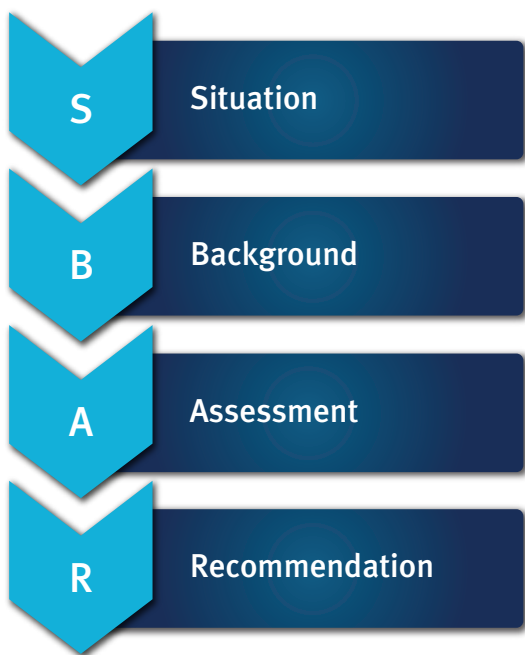 S Situation
B Background
A Assessment
R Recommendation